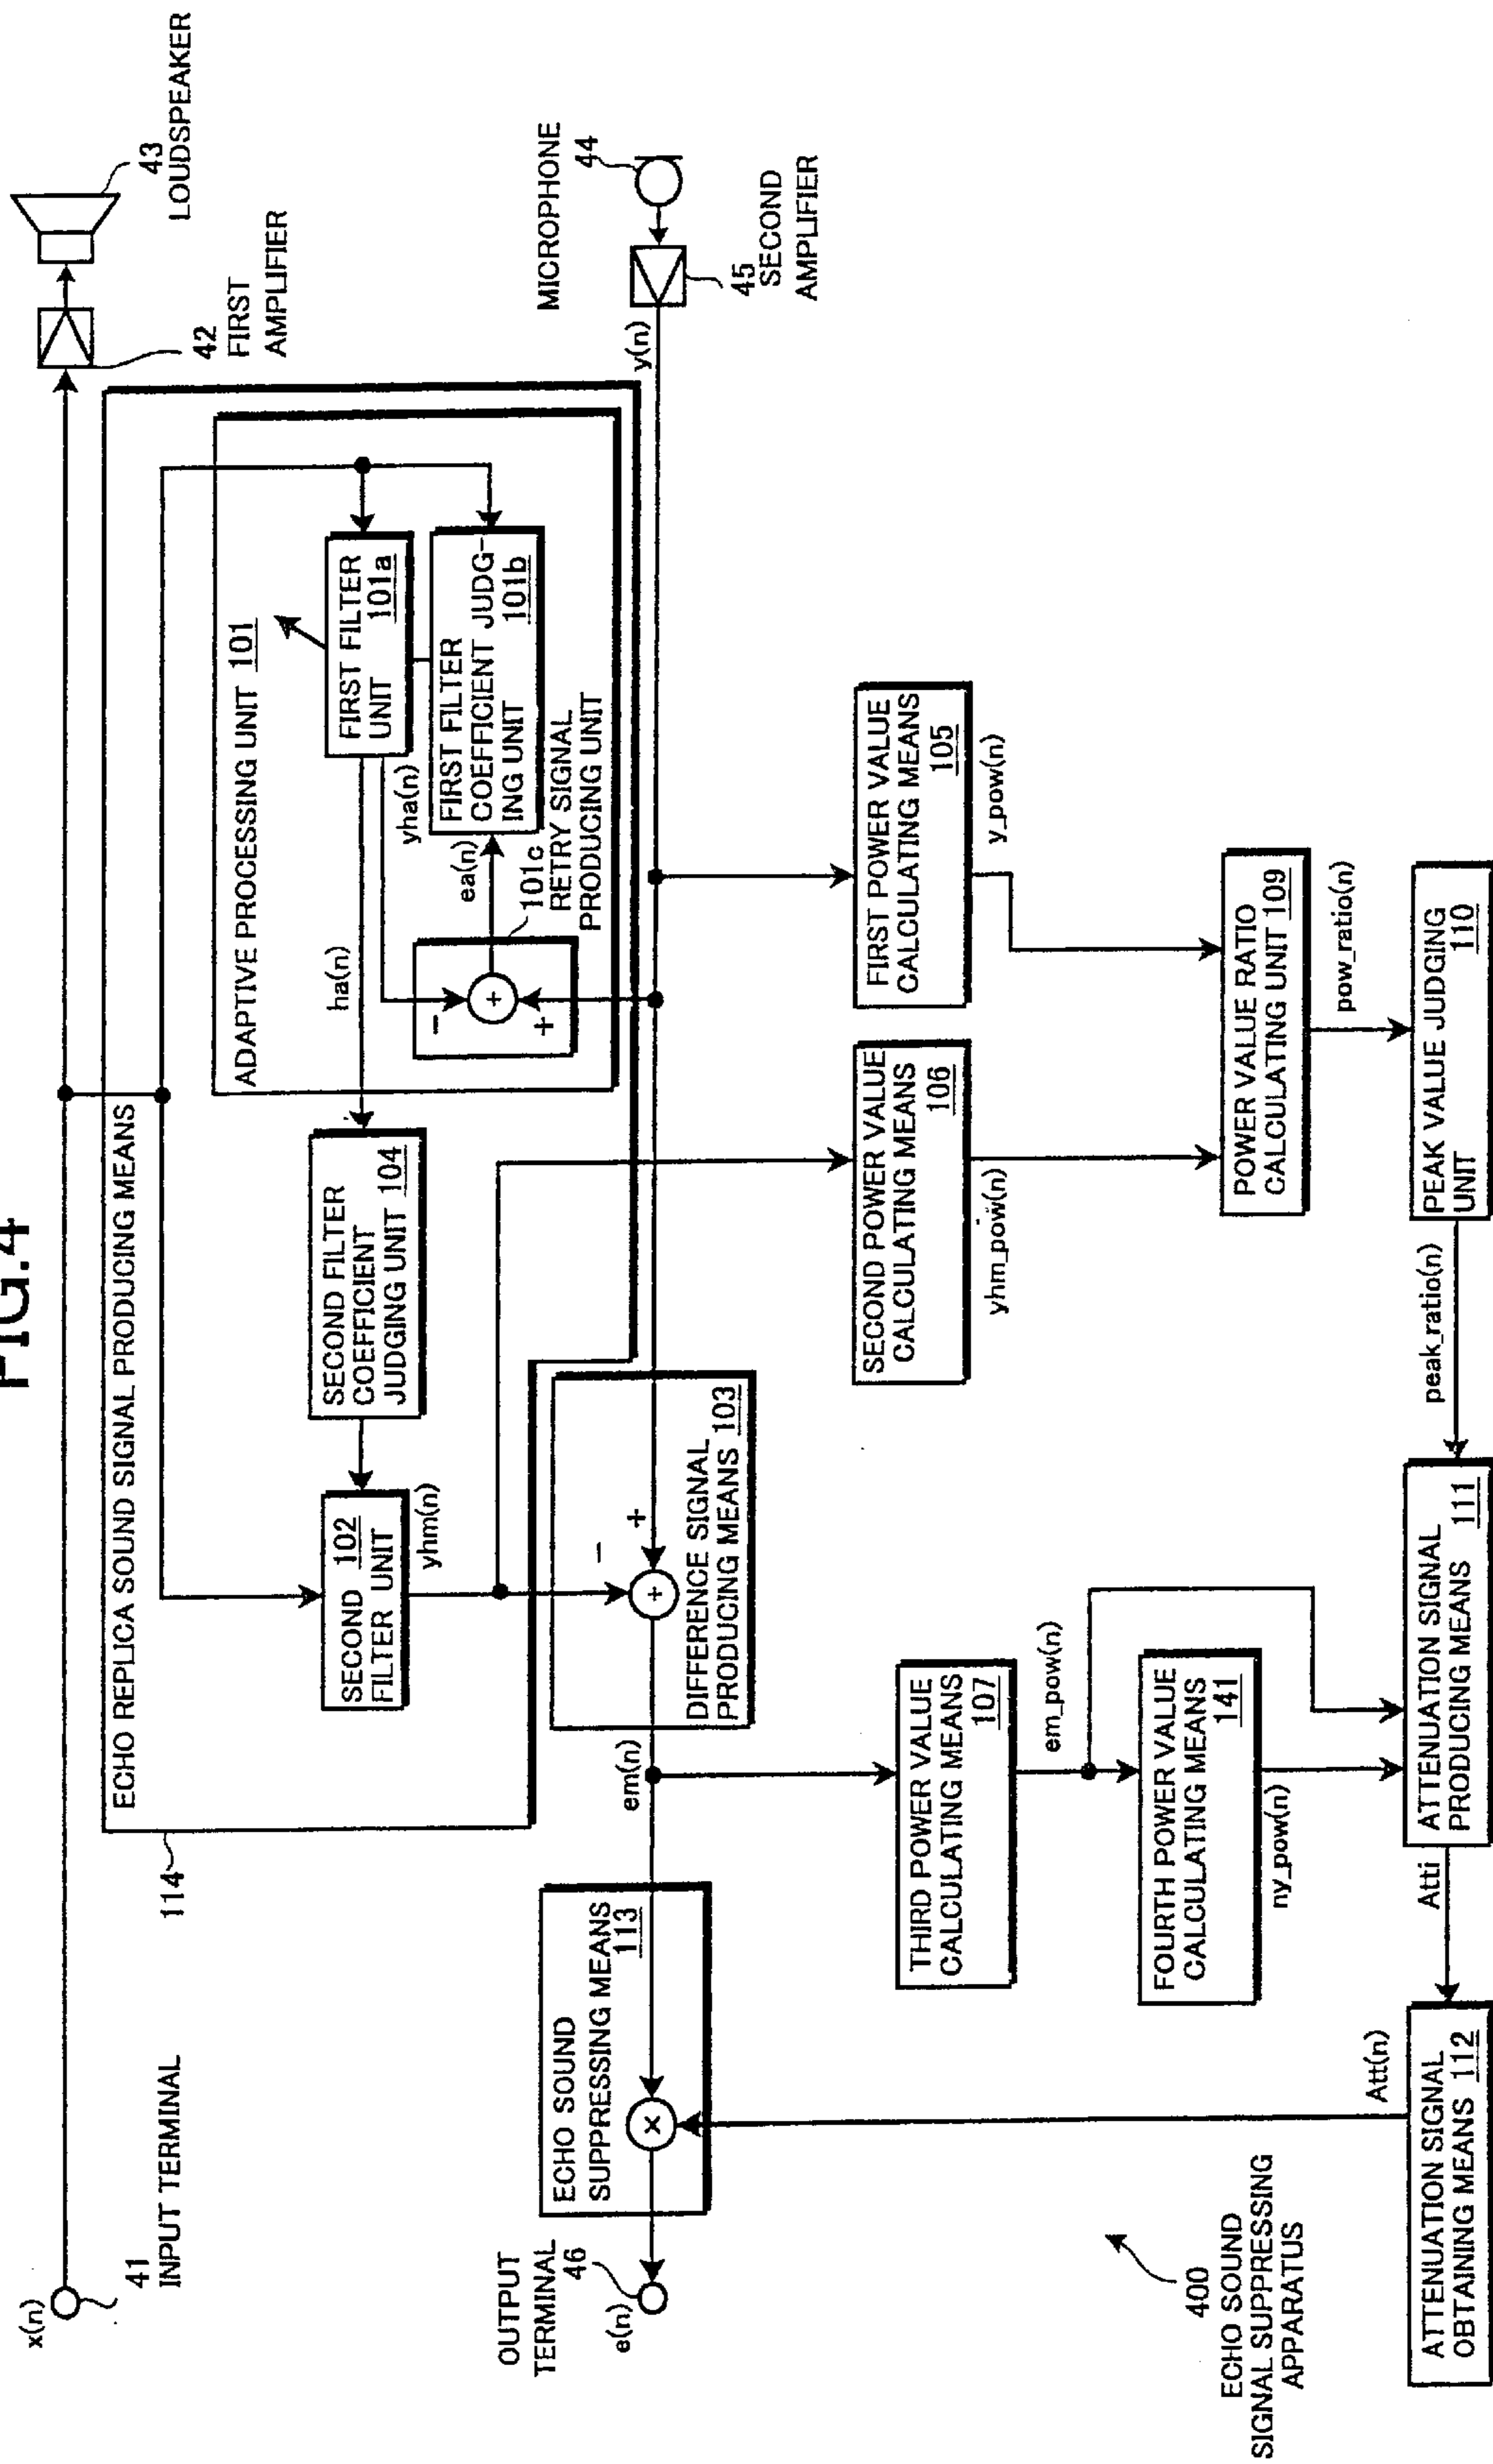 FIG.4
x(n)
41
INPUT TERMINAL
42
FIRST
AMPLIFIER
43
LOUDSPEAKER
114
ECHO REPLICA SOUND SIGNAL PRODUCING MEANS
ADAPTIVE PROCESSING UNIT 101
FIRST FILTER
UNIT 101a
ha(n)
yha(n)
FIRST FILTER
COEFFICIENT JUDG-
ING UNIT 101b
ea(n)
101c
RETRY SIGNAL
PRODUCING UNIT
−
+
+
SECOND FILTER
COEFFICIENT
JUDGING UNIT 104
SECOND 102
FILTER UNIT
yhm(n)
MICROPHONE
44
45
SECOND
AMPLIFIER
y(n)
−
+
+
DIFFERENCE SIGNAL
PRODUCING MEANS 103
em(n)
ECHO SOUND
SUPPRESSING MEANS
113
×
OUTPUT
TERMINAL
46
e(n)
FIRST POWER VALUE
CALCULATING MEANS
105
y_pow(n)
SECOND POWER VALUE
CALCULATING MEANS
106
yhm_pow(n)
THIRD POWER VALUE
CALCULATING MEANS
107
em_pow(n)
FOURTH POWER VALUE
CALCULATING MEANS
141
ny_pow(n)
POWER VALUE RATIO
CALCULATING UNIT 109
pow_ratio(n)
PEAK VALUE JUDGING
UNIT 110
peak_ratio(n)
ATTENUATION SIGNAL
PRODUCING MEANS 111
Atti
ATTENUATION SIGNAL
OBTAINING MEANS 112
Att(n)
400
ECHO SOUND
SIGNAL SUPPRESSING
APPARATUS